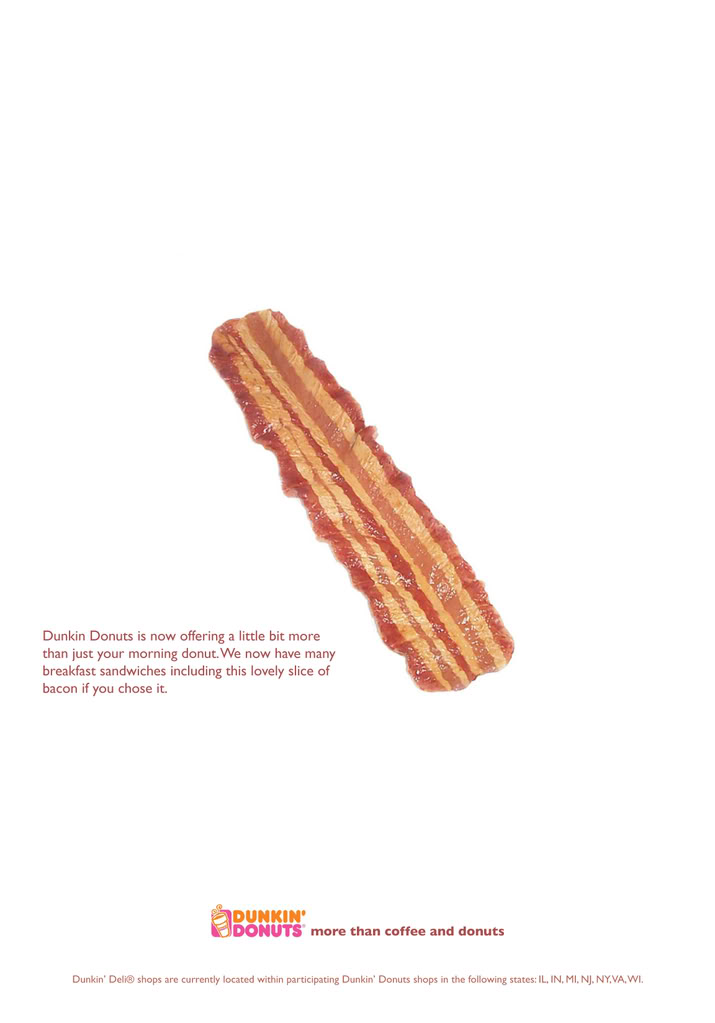 Dunkin Donuts is now offering a little bit more
than just your morning donut. We now have many
breakfast sandwiches including this lovely slice of
bacon if you chose it.
DUNKIN'
DONUTS® more than coffee and donuts
Dunkin' Deli® shops are currently located within participating Dunkin' Donuts shops in the following states: IL, IN, MI, NJ, NY, VA, WI.